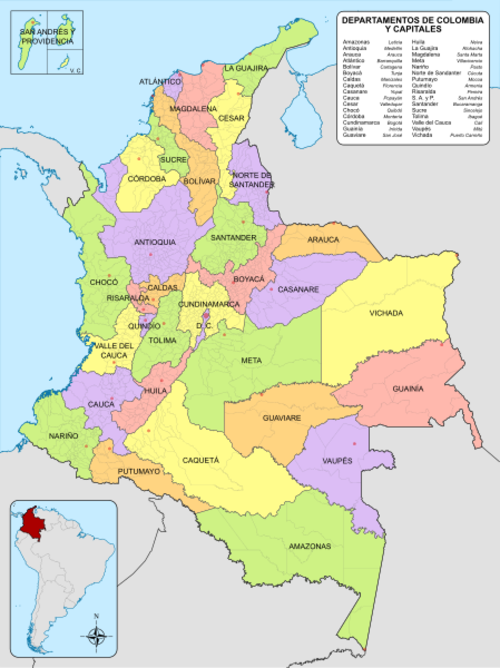 SAN ANDRÉS Y
PROVIDENCIA
V. C.
DEPARTAMENTOS DE COLOMBIA
Y CAPITALES
Amazonas Leticia
Antioquia Medellín
Arauca Arauca
Atlántico Barranquilla
Bolívar Cartagena
Boyacá Tunja
Caldas Manizales
Caquetá Florencia
Casanare Yopal
Cauca Popayán
Cesar Valledupar
Chocó Quibdó
Córdoba Montería
Cundinamarca Bogotá
Guainía Inírida
Guaviare San José
Huila Neiva
La Guajira Riohacha
Magdalena Santa Marta
Meta Villavicencio
Nariño Pasto
Norte de Santander Cúcuta
Putumayo Mocoa
Quindío Armenia
Risaralda Pereira
S. A. y P. San Andrés
Santander Bucaramanga
Sucre Sincelejo
Tolima Ibagué
Valle del Cauca Cali
Vaupés Mitú
Vichada Puerto Carreño
LA GUAJIRA
ATLÁNTICO
MAGDALENA
CESAR
SUCRE
CÓRDOBA
BOLÍVAR
NORTE DE
SANTANDER
ANTIOQUIA
SANTANDER
ARAUCA
CHOCÓ
BOYACÁ
CASANARE
CALDAS
RISARALDA
CUNDINAMARCA
VICHADA
QUINDÍO
D. C.
TOLIMA
VALLE DEL
CAUCA
META
HUILA
GUAINÍA
CAUCA
GUAVIARE
NARIÑO
CAQUETÁ
VAUPÉS
PUTUMAYO
AMAZONAS
N